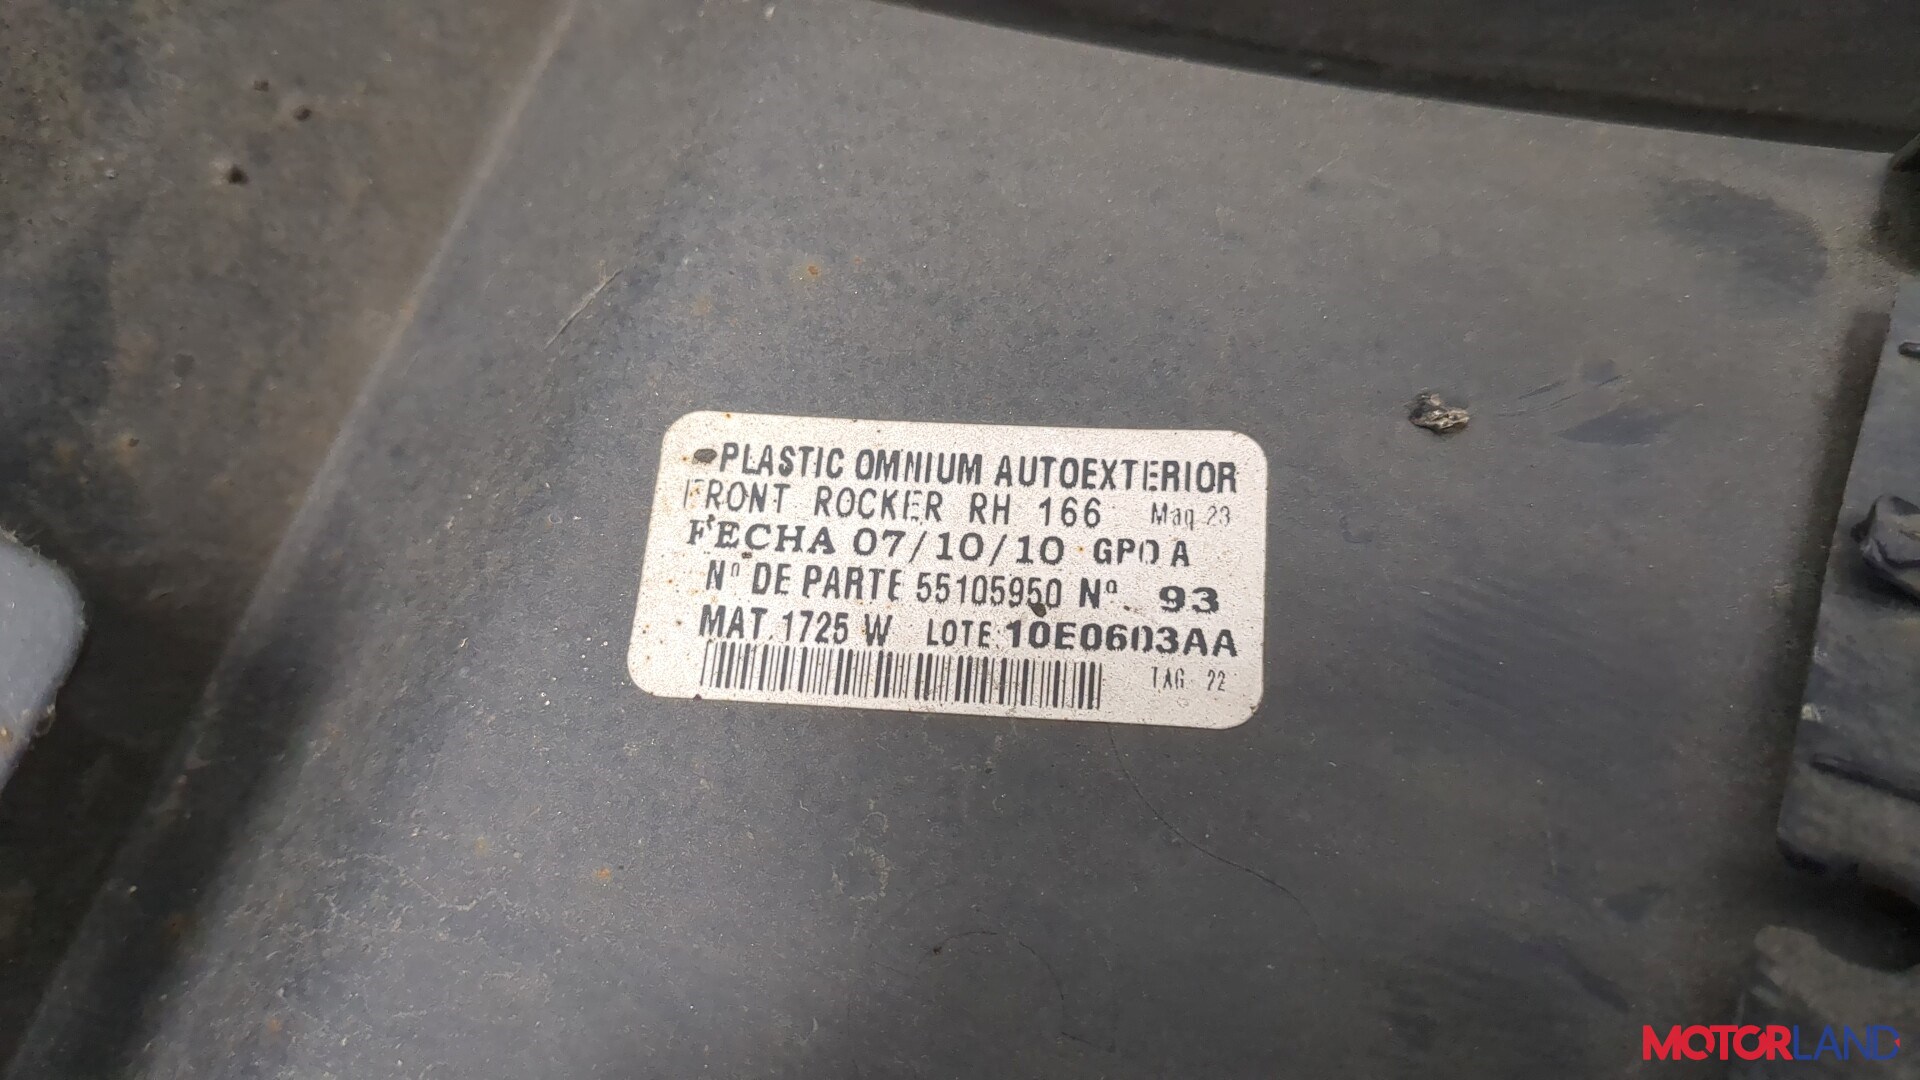 PLASTIC OMNIUM AUTOEXTERIOR
FRONT ROCKER RH 166 Maq 23
FECHA 07/10/10 GPO A
Nº DE PARTE 55105950 Nº. 93
MAT. 1725 W LOTE 10E0603AA
TAG 22
MOTORLAND